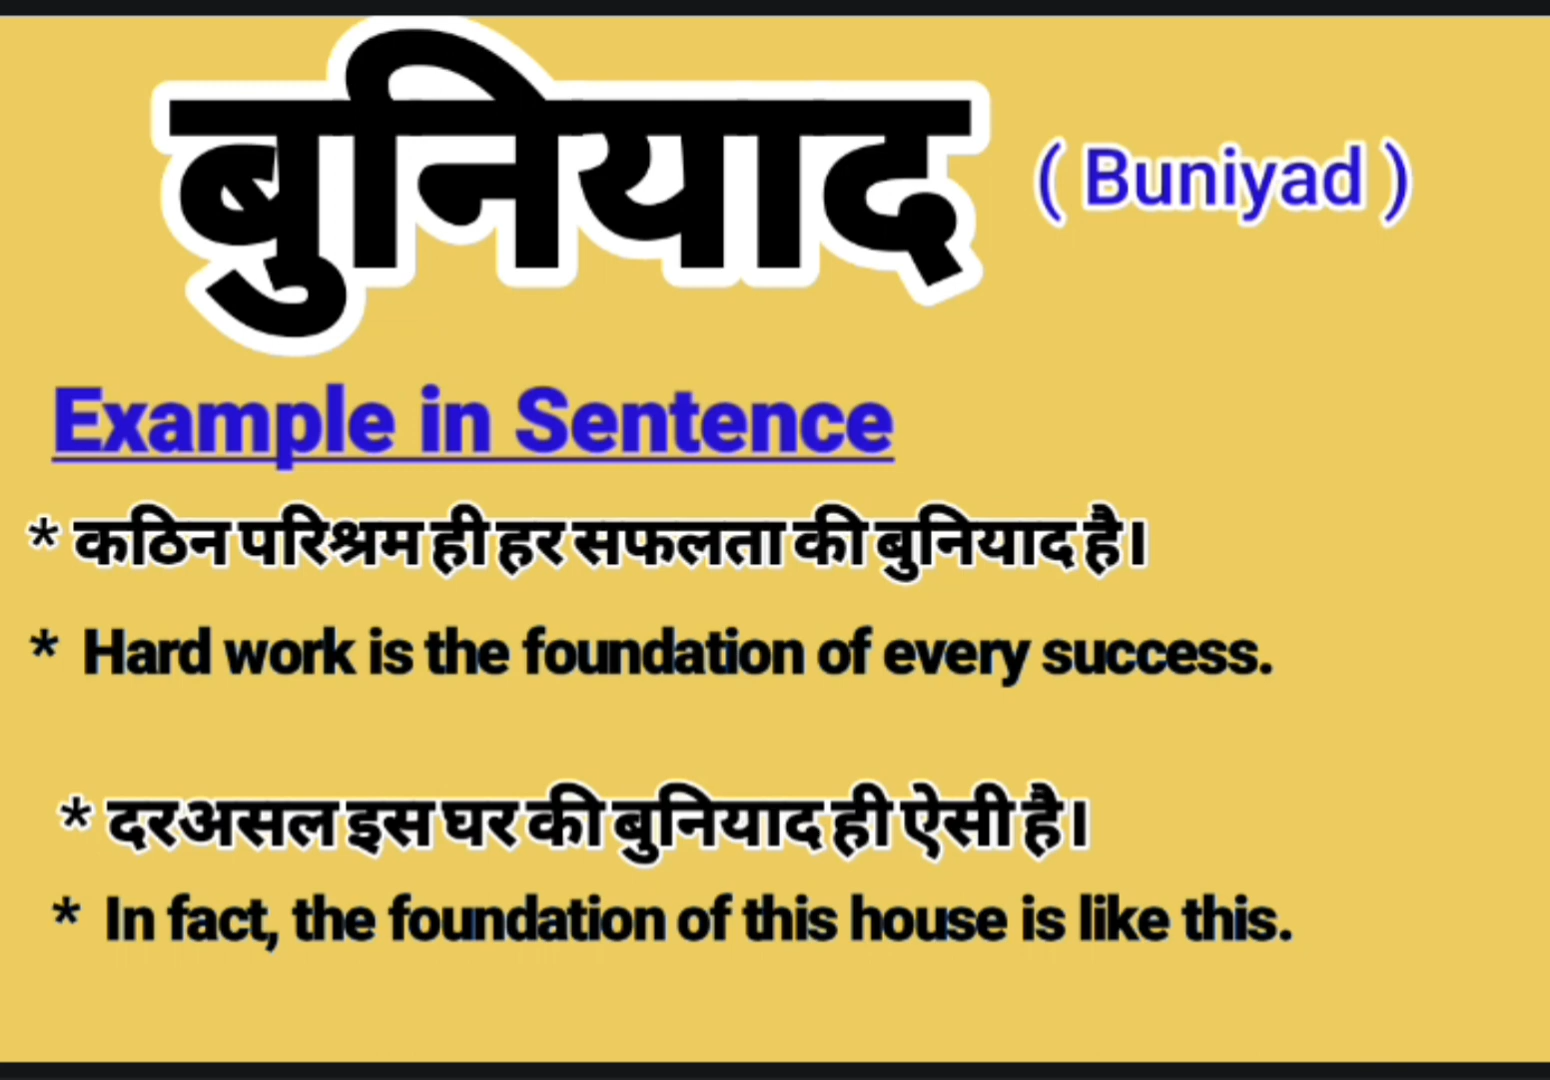 बुनियाद ( Buniyad )
Example in Sentence
* कठिन परिश्रम ही हर सफलता की बुनियाद है।
* Hard work is the foundation of every success.
* दरअसल इस घर की बुनियाद ही ऐसी है।
* In fact, the foundation of this house is like this.